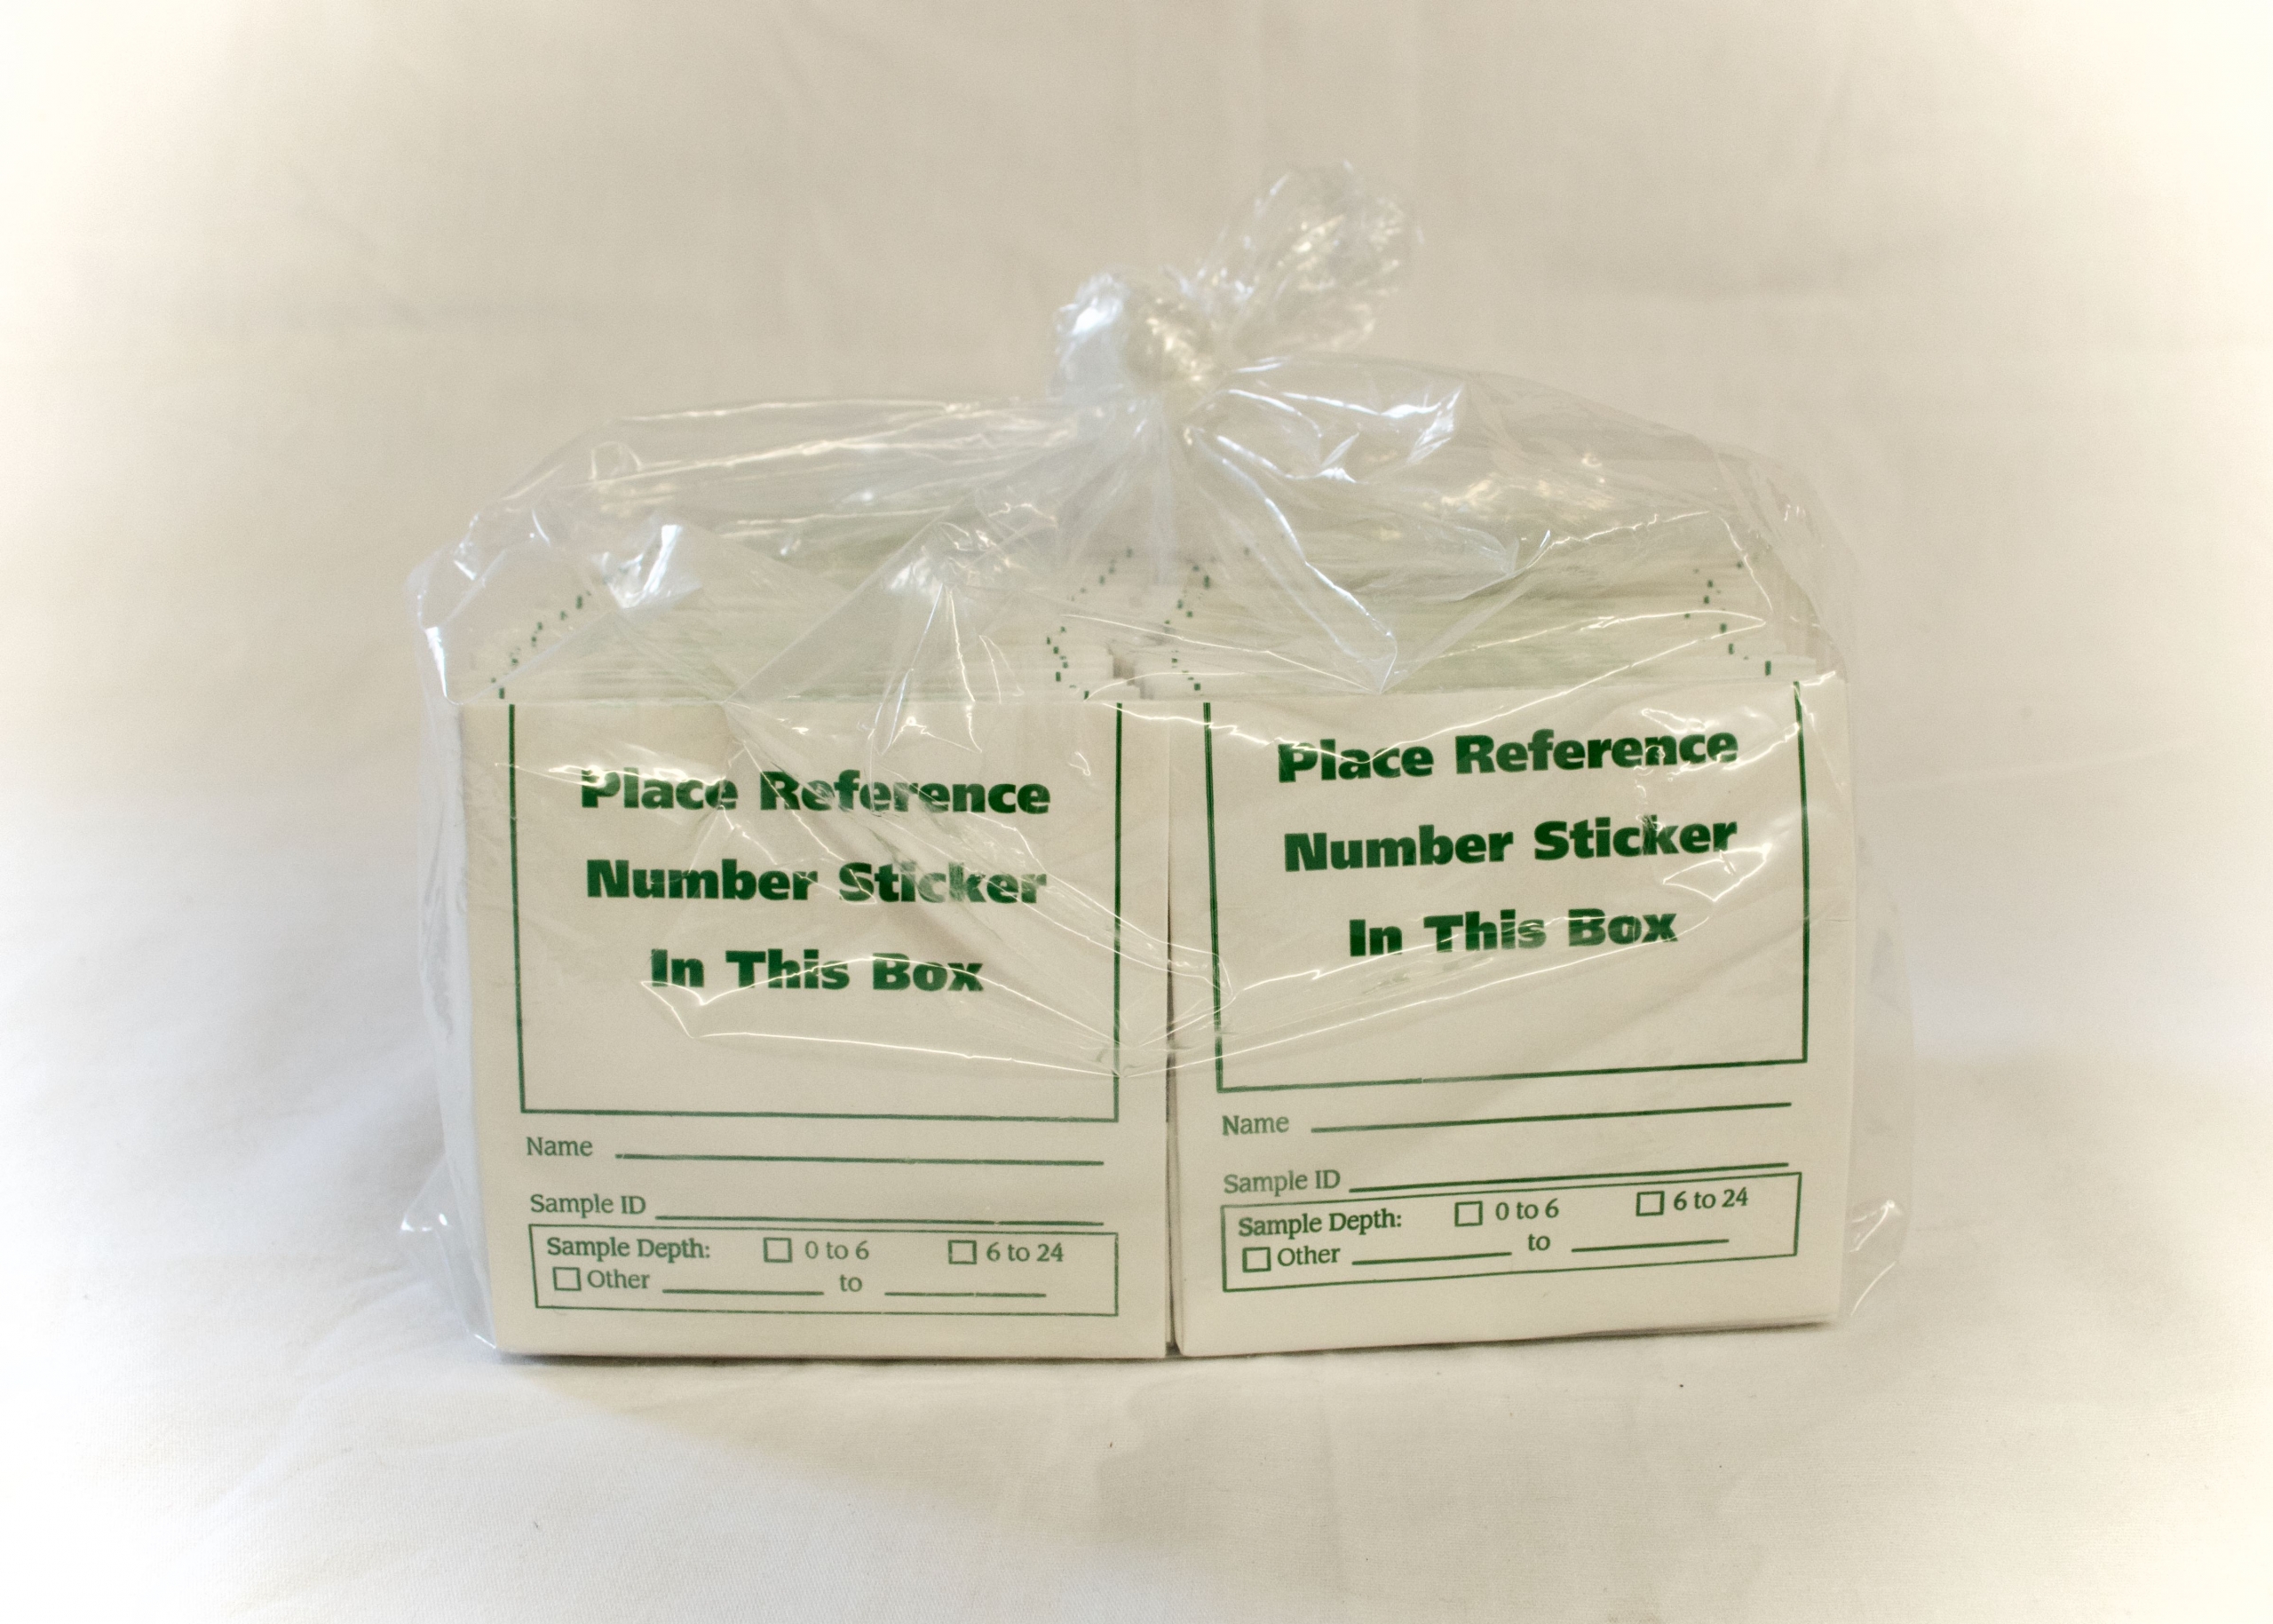 Place Reference
Number Sticker
In This Box
Name
Sample ID
Sample Depth: 0 to 6 6 to 24
Other to
Place Reference
Number Sticker
In This Box
Name
Sample ID
Sample Depth: 0 to 6 6 to 24
Other to